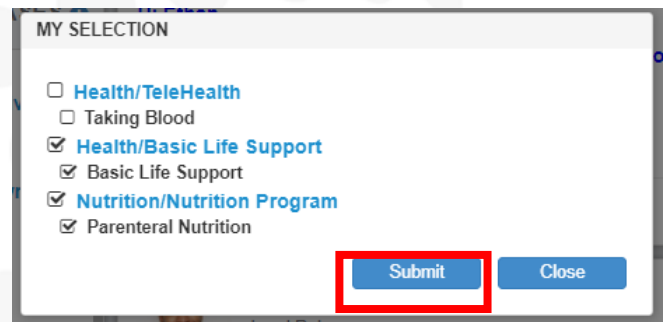 MY SELECTION
Health/TeleHealth
Taking Blood
Health/Basic Life Support
Basic Life Support
Nutrition/Nutrition Program
Parenteral Nutrition
Submit Close